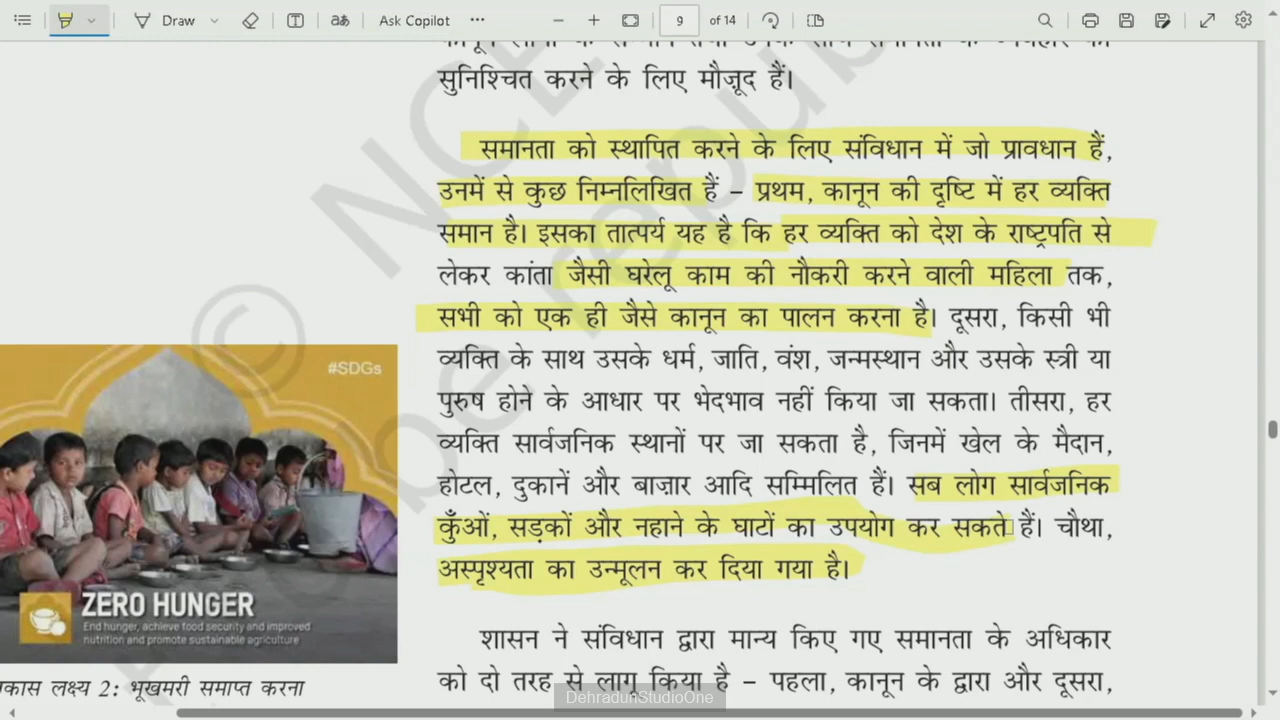 Draw
Ask Copilot
9 of 14
सुनिश्चित करने के लिए मौज़ूद हैं।
समानता को स्थापित करने के लिए संविधान में जो प्रावधान हैं,
उनमें से कुछ निम्नलिखित हैं – प्रथम, कानून की दृष्टि में हर व्यक्ति
समान है। इसका तात्पर्य यह है कि हर व्यक्ति को देश के राष्ट्रपति से
लेकर कांता जैसी घरेलू काम की नौकरी करने वाली महिला तक,
सभी को एक ही जैसे कानून का पालन करना है। दूसरा, किसी भी
व्यक्ति के साथ उसके धर्म, जाति, वंश, जन्मस्थान और उसके स्त्री या
पुरुष होने के आधार पर भेदभाव नहीं किया जा सकता। तीसरा, हर
व्यक्ति सार्वजनिक स्थानों पर जा सकता है, जिनमें खेल के मैदान,
होटल, दुकानें और बाज़ार आदि सम्मिलित हैं। सब लोग सार्वजनिक
कुँओं, सड़कों और नहाने के घाटों का उपयोग कर सकते हैं। चौथा,
अस्पृश्यता का उन्मूलन कर दिया गया है।
शासन ने संविधान द्वारा मान्य किए गए समानता के अधिकार
को दो तरह से लागू किया है – पहला, कानून के द्वारा और दूसरा,
#SDGs
ZERO HUNGER
End hunger, achieve food security and improved
nutrition and promote sustainable agriculture
लक्ष्य 2: भूखमरी समाप्त करना
DehradunStudioOne
©
be republ